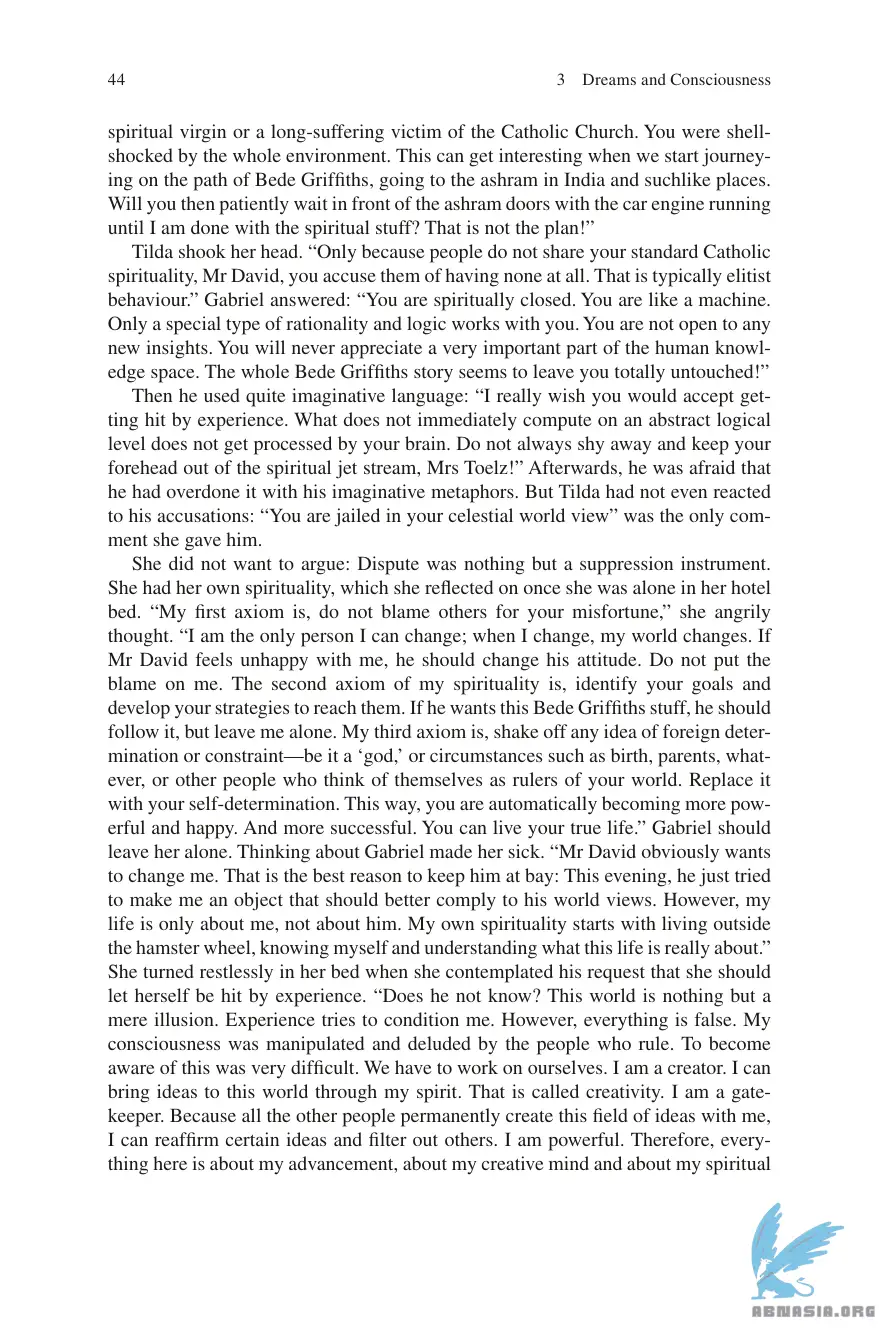 44
3 Dreams and Consciousness
spiritual virgin or a long-suffering victim of the Catholic Church. You were shell-
shocked by the whole environment. This can get interesting when we start journey-
ing on the path of Bede Griffiths, going to the ashram in India and suchlike places.
Will you then patiently wait in front of the ashram doors with the car engine running
until I am done with the spiritual stuff? That is not the plan!”
Tilda shook her head. “Only because people do not share your standard Catholic
spirituality, Mr David, you accuse them of having none at all. That is typically elitist
behaviour.” Gabriel answered: “You are spiritually closed. You are like a machine.
Only a special type of rationality and logic works with you. You are not open to any
new insights. You will never appreciate a very important part of the human knowl-
edge space. The whole Bede Griffiths story seems to leave you totally untouched!”
Then he used quite imaginative language: “I really wish you would accept get-
ting hit by experience. What does not immediately compute on an abstract logical
level does not get processed by your brain. Do not always shy away and keep your
forehead out of the spiritual jet stream, Mrs Toelz!” Afterwards, he was afraid that
he had overdone it with his imaginative metaphors. But Tilda had not even reacted
to his accusations: “You are jailed in your celestial world view” was the only com-
ment she gave him.
She did not want to argue: Dispute was nothing but a suppression instrument.
She had her own spirituality, which she reflected on once she was alone in her hotel
bed. “My first axiom is, do not blame others for your misfortune,” she angrily
thought. “I am the only person I can change; when I change, my world changes. If
Mr David feels unhappy with me, he should change his attitude. Do not put the
blame on me. The second axiom of my spirituality is, identify your goals and
develop your strategies to reach them. If he wants this Bede Griffiths stuff, he should
follow it, but leave me alone. My third axiom is, shake off any idea of foreign deter-
mination or constraint—be it a ‘god,’ or circumstances such as birth, parents, what-
ever, or other people who think of themselves as rulers of your world. Replace it
with your self-determination. This way, you are automatically becoming more pow-
erful and happy. And more successful. You can live your true life.” Gabriel should
leave her alone. Thinking about Gabriel made her sick. “Mr David obviously wants
to change me. That is the best reason to keep him at bay: This evening, he just tried
to make me an object that should better comply to his world views. However, my
life is only about me, not about him. My own spirituality starts with living outside
the hamster wheel, knowing myself and understanding what this life is really about.”
She turned restlessly in her bed when she contemplated his request that she should
let herself be hit by experience. “Does he not know? This world is nothing but a
mere illusion. Experience tries to condition me. However, everything is false. My
consciousness was manipulated and deluded by the people who rule. To become
aware of this was very difficult. We have to work on ourselves. I am a creator. I can
bring ideas to this world through my spirit. That is called creativity. I am a gate-
keeper. Because all the other people permanently create this field of ideas with me,
I can reaffirm certain ideas and filter out others. I am powerful. Therefore, every-
thing here is about my advancement, about my creative mind and about my spiritual
ABNASIA.ORG